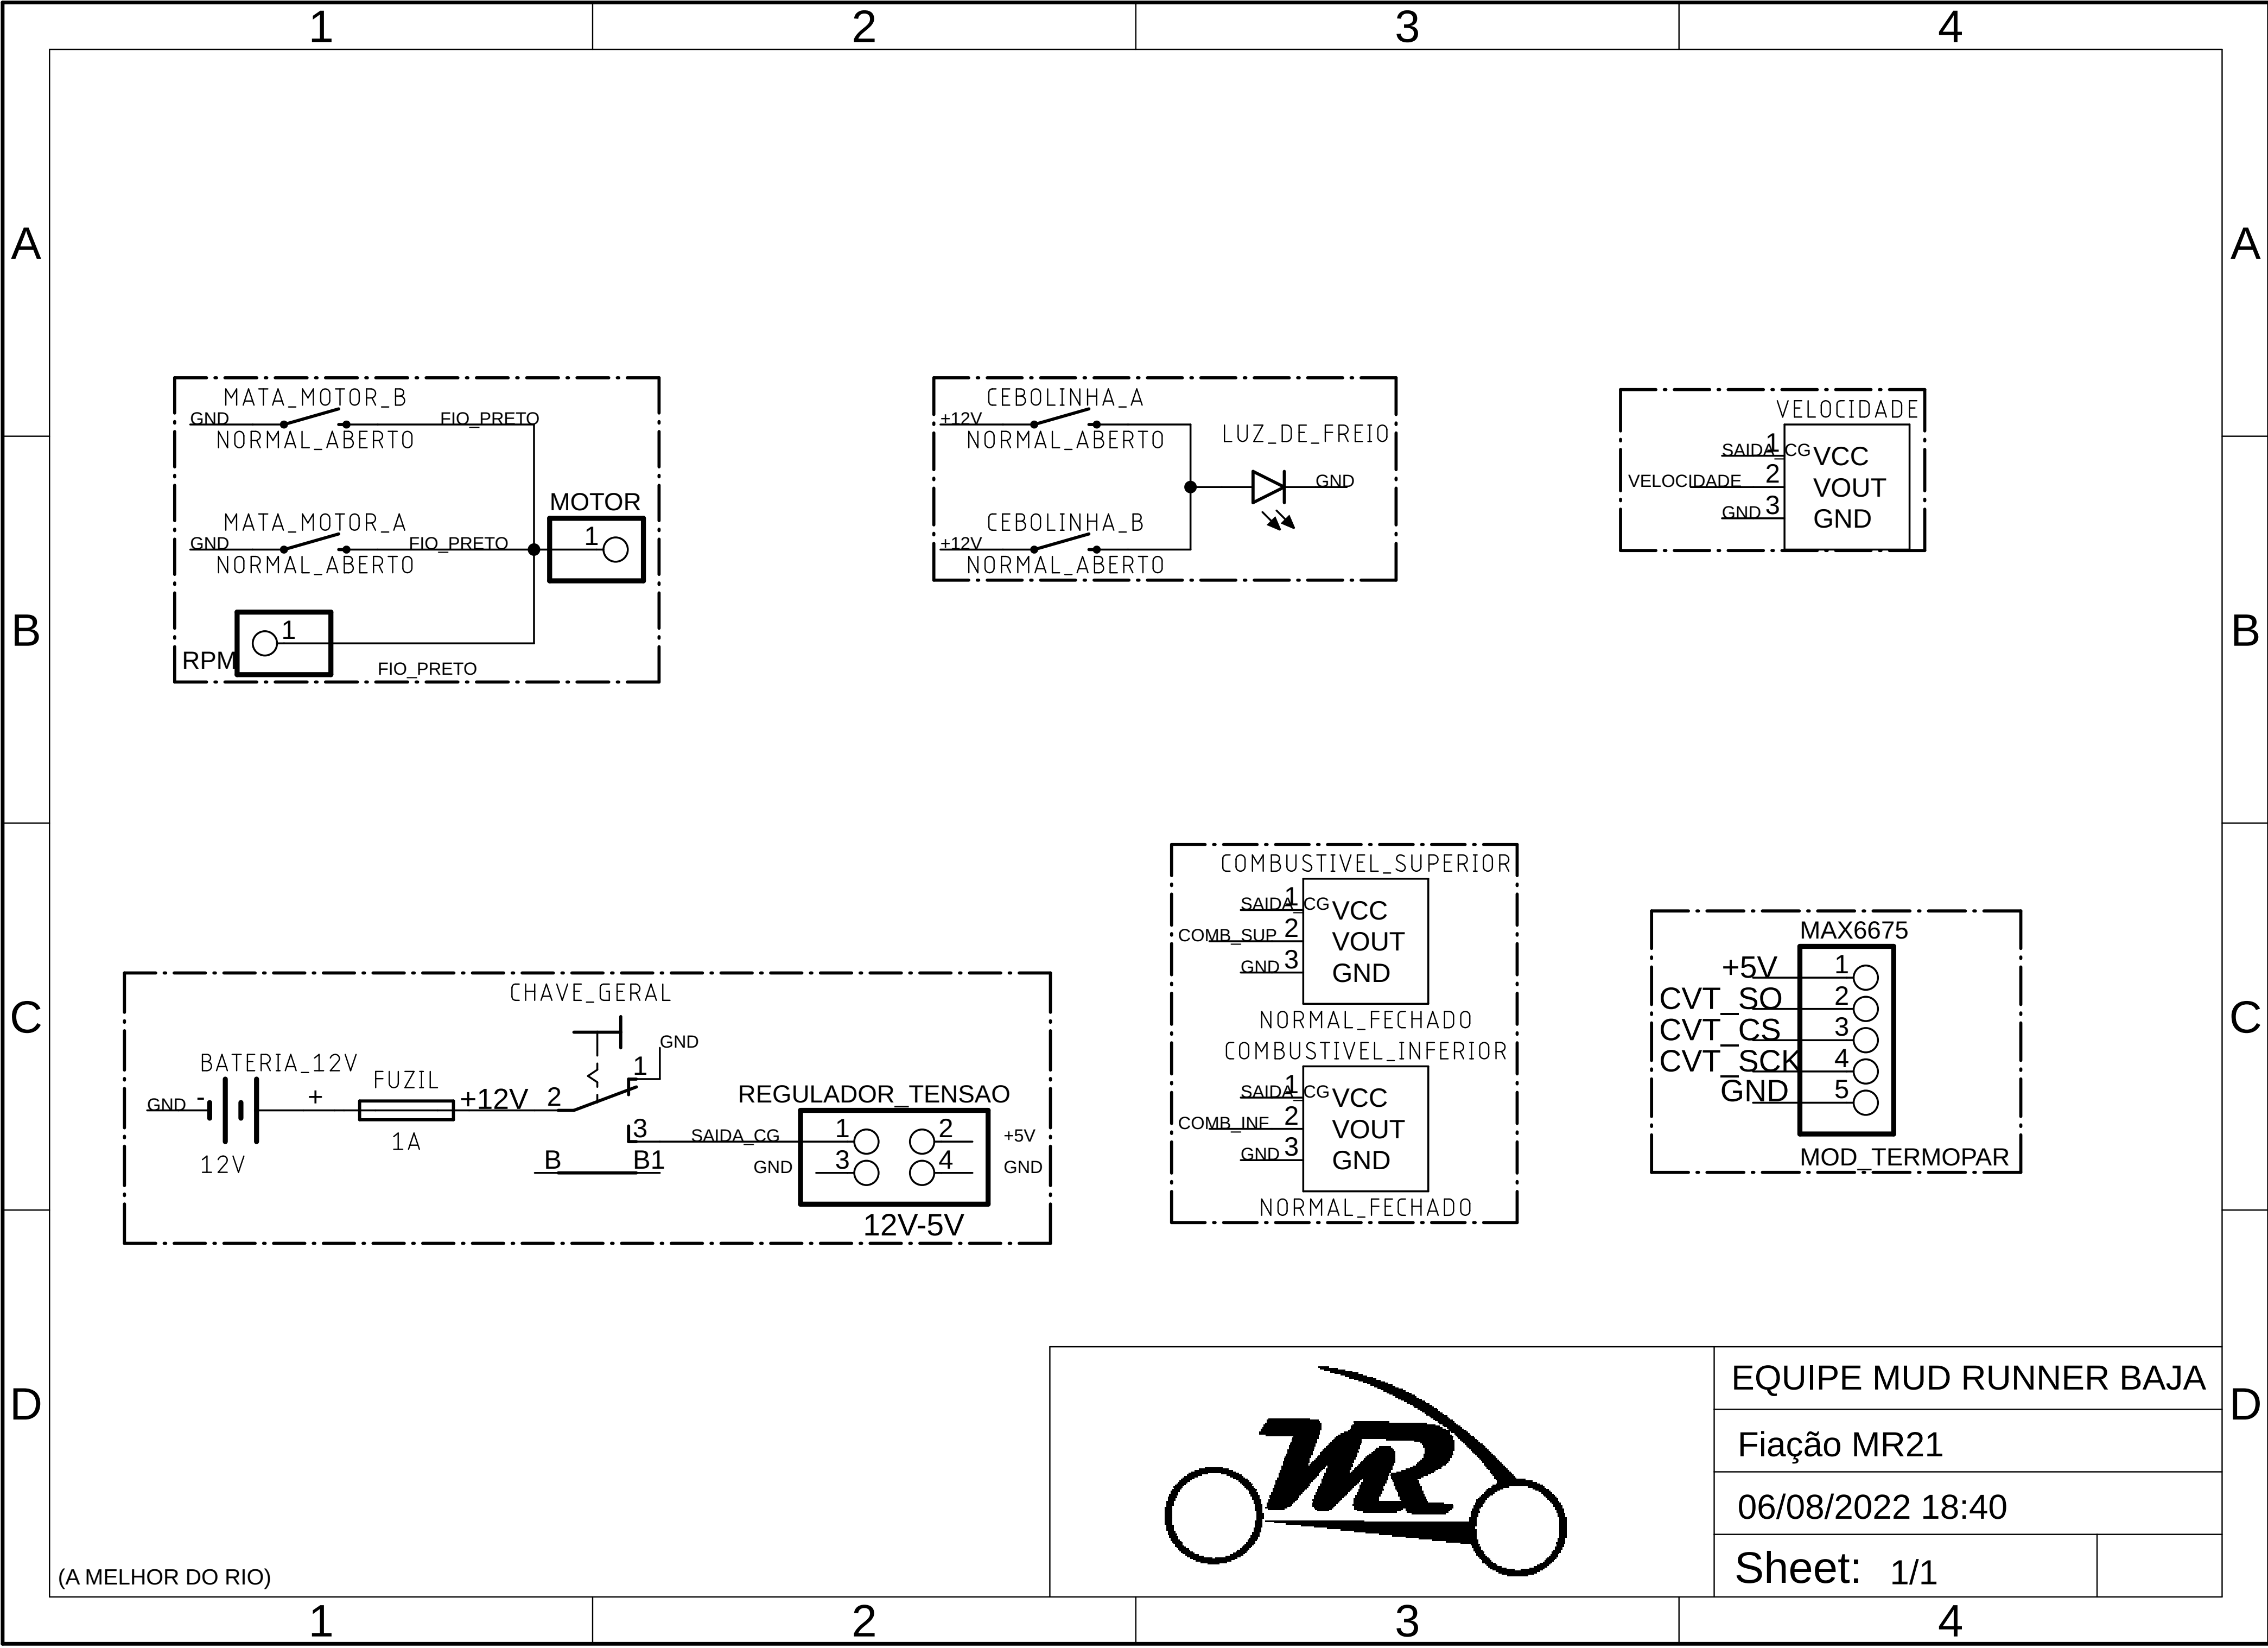 1 2 3 4
A A
MATA_MOTOR_B
GND FIO_PRETO
NORMAL_ABERTO
MOTOR
1
MATA_MOTOR_A
GND FIO_PRETO
NORMAL_ABERTO
1
RPM
FIO_PRETO
CEBOLINHA_A
+12V
NORMAL_ABERTO
LUZ_DE_FREIO
GND
CEBOLINHA_B
+12V
NORMAL_ABERTO
VELOCIDADE
SAIDA_CG 1 VCC
VELOCIDADE 2 VOUT
GND 3 GND
B B
COMBUSTIVEL_SUPERIOR
SAIDA_CG 1 VCC
COMB_SUP 2 VOUT
GND 3 GND
NORMAL_FECHADO
COMBUSTIVEL_INFERIOR
SAIDA_CG 1 VCC
COMB_INF 2 VOUT
GND 3 GND
NORMAL_FECHADO
MAX6675
+5V 1
CVT_SO 2
CVT_CS 3
CVT_SCK 4
GND 5
MOD_TERMOPAR
C C
CHAVE_GERAL
GND
1
BATERIA_12V
FUZIL
GND - + +12V 2
1A
12V
3 SAIDA_CG
B B1
REGULADOR_TENSAO
1 2 +5V
GND 3 4 GND
12V-5V
D D
MR
EQUIPE MUD RUNNER BAJA
Fiação MR21
06/08/2022 18:40
Sheet: 1/1
(A MELHOR DO RIO)
1 2 3 4